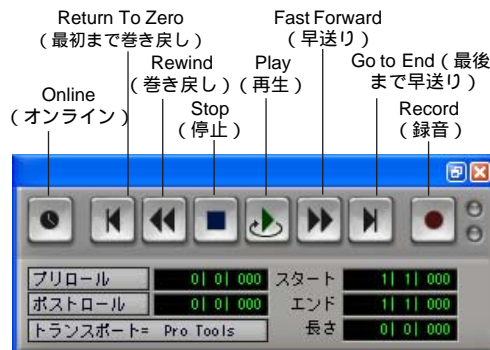 Return To Zero
（最初まで巻き戻し）
Fast Forward
（早送り）
Rewind
（巻き戻し）
Play
（再生）
Go to End（最後
まで早送り）
Online
（オンライン）
Stop
（停止）
Record
（録音）
プリロール 0| 0| 000 スタート 1| 1| 000
ポストロール 0| 0| 000 エンド 1| 1| 000
トランスポート= Pro Tools 長さ 0| 0| 000